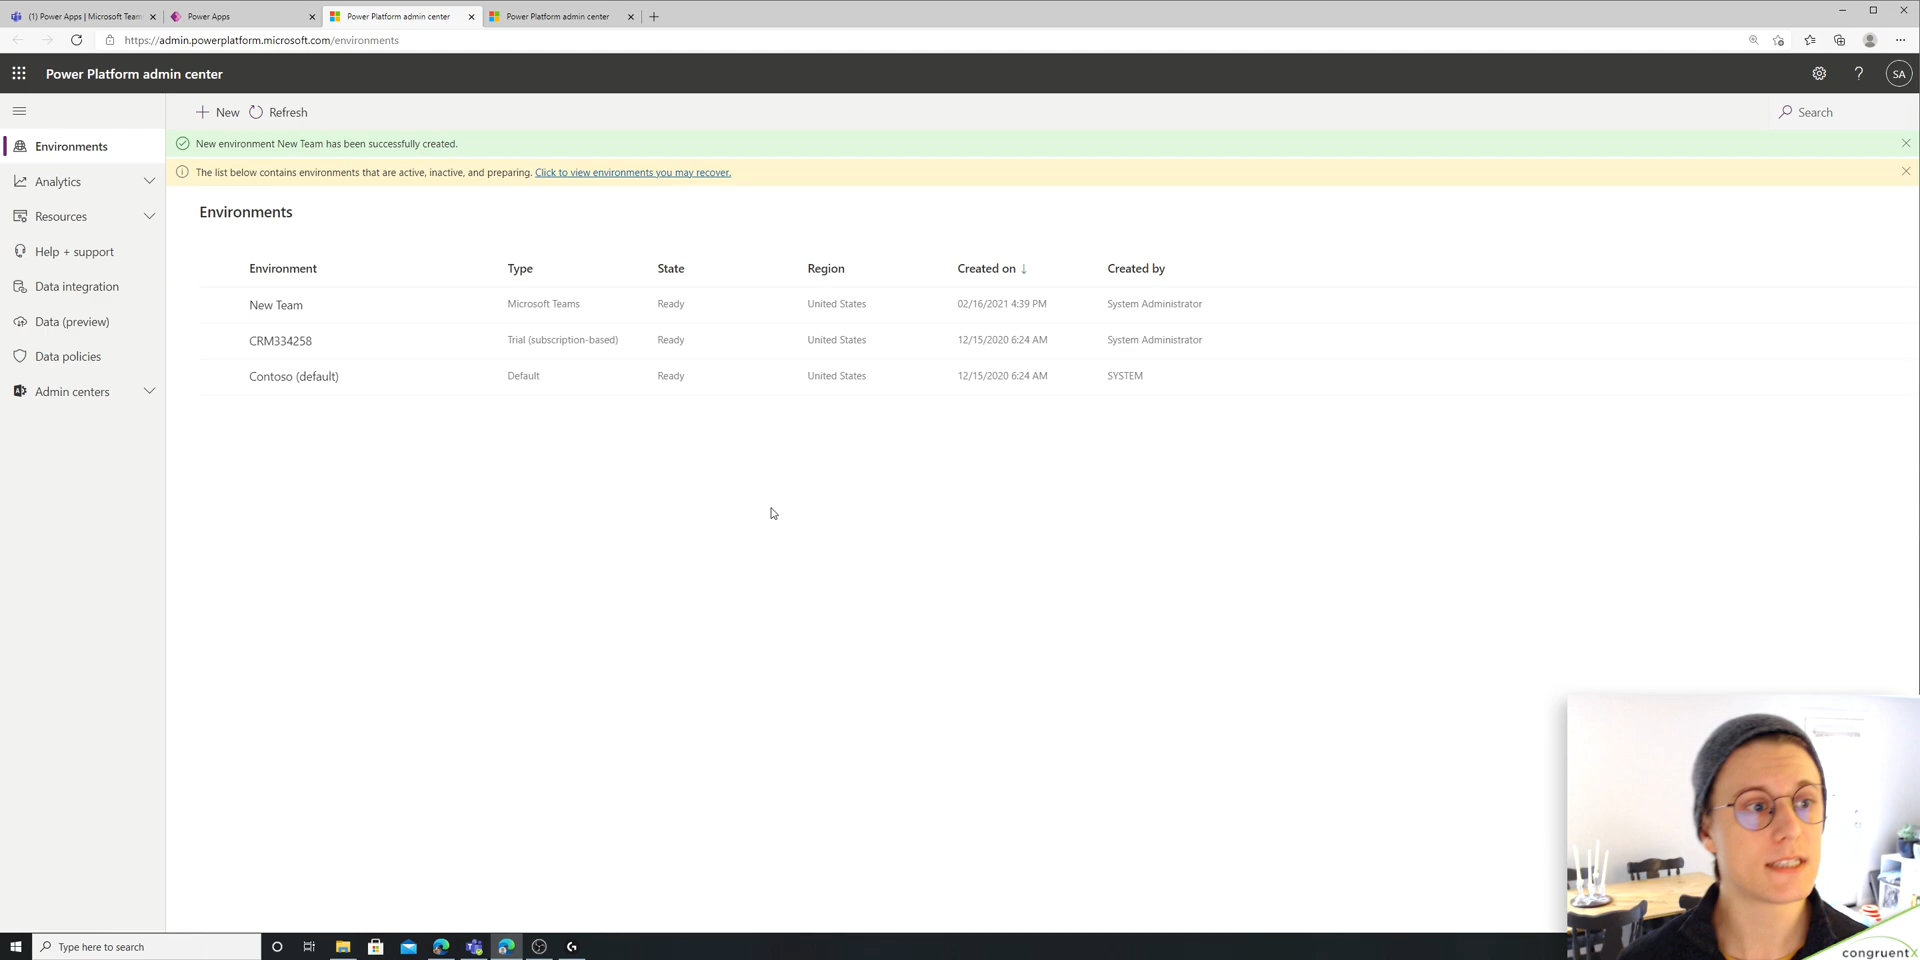 (1) Power Apps | Microsoft Team
Power Apps
Power Platform admin center
Power Platform admin center
https://admin.powerplatform.microsoft.com/environments
Power Platform admin center
SA
New
Refresh
Search
Environments
Analytics
Resources
Help + support
Data integration
Data (preview)
Data policies
Admin centers
New environment New Team has been successfully created.
The list below contains environments that are active, inactive, and preparing. Click to view environments you may recover.
Environments
Environment Type State Region Created on ↓ Created by
New Team Microsoft Teams Ready United States 02/16/2021 4:39 PM System Administrator
CRM334258 Trial (subscription-based) Ready United States 12/15/2020 6:24 AM System Administrator
Contoso (default) Default Ready United States 12/15/2020 6:24 AM SYSTEM
Type here to search
congruentX